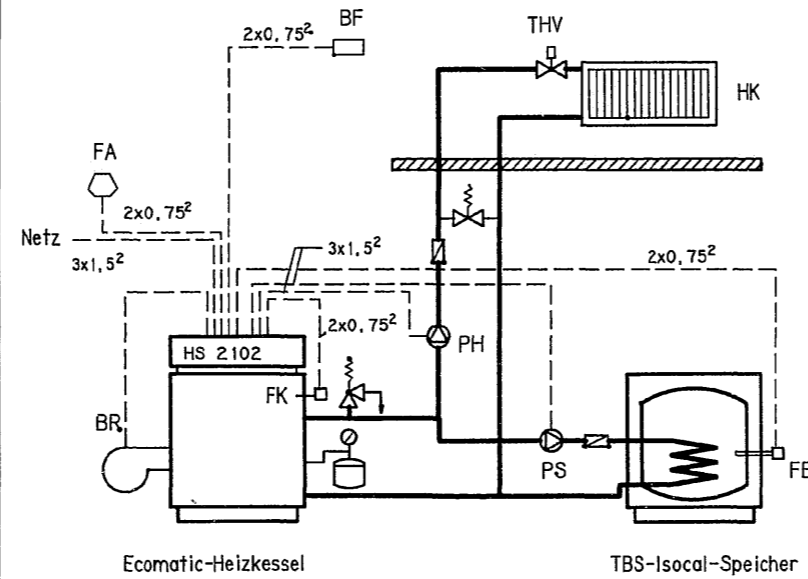 BF
2x0,75²
THV
HK
FA
2x0,75²
Netz
3x1,5²
3x1,5²
2x0,75²
HS 2102
2x0,75²
PH
FK
BR
PS
FB
Ecomatic-Heizkessel
TBS-Isocal-Speicher